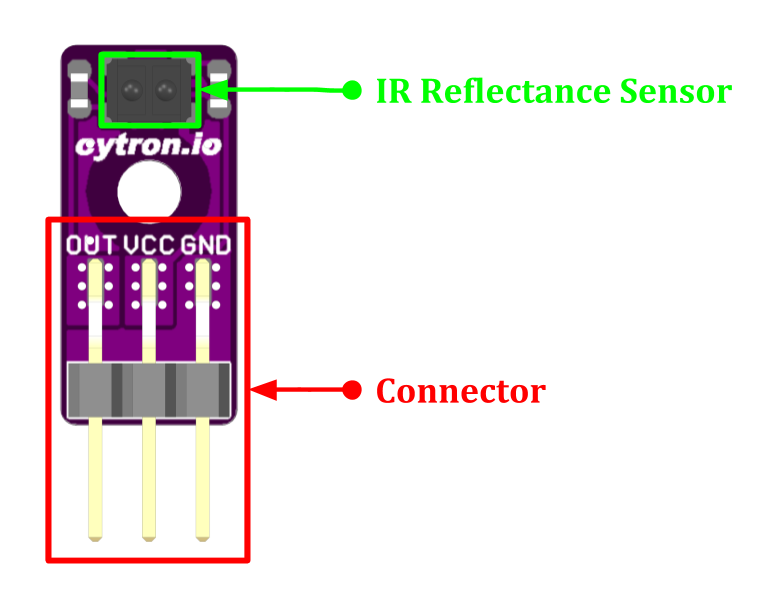 IR Reflectance Sensor
cytron.io
OUT VCC GND
Connector